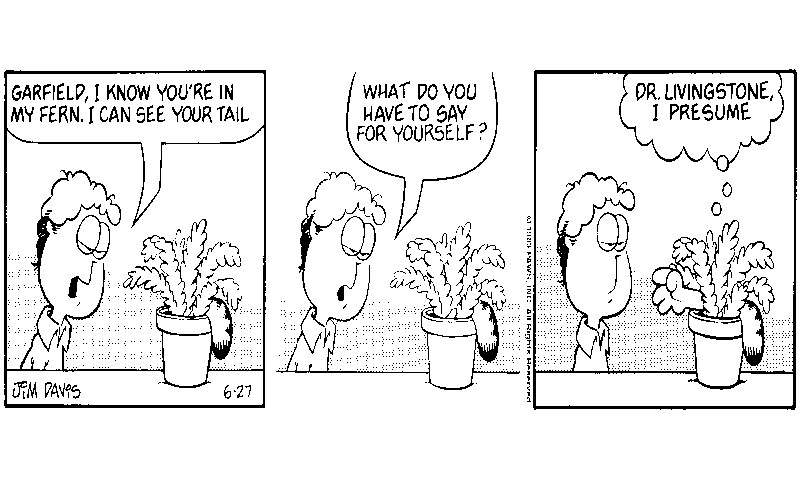 GARFIELD, I KNOW YOU'RE IN
MY FERN. I CAN SEE YOUR TAIL
JIM DAVIS
6-27
WHAT DO YOU
HAVE TO SAY
FOR YOURSELF?
DR. LIVINGSTONE,
I PRESUME